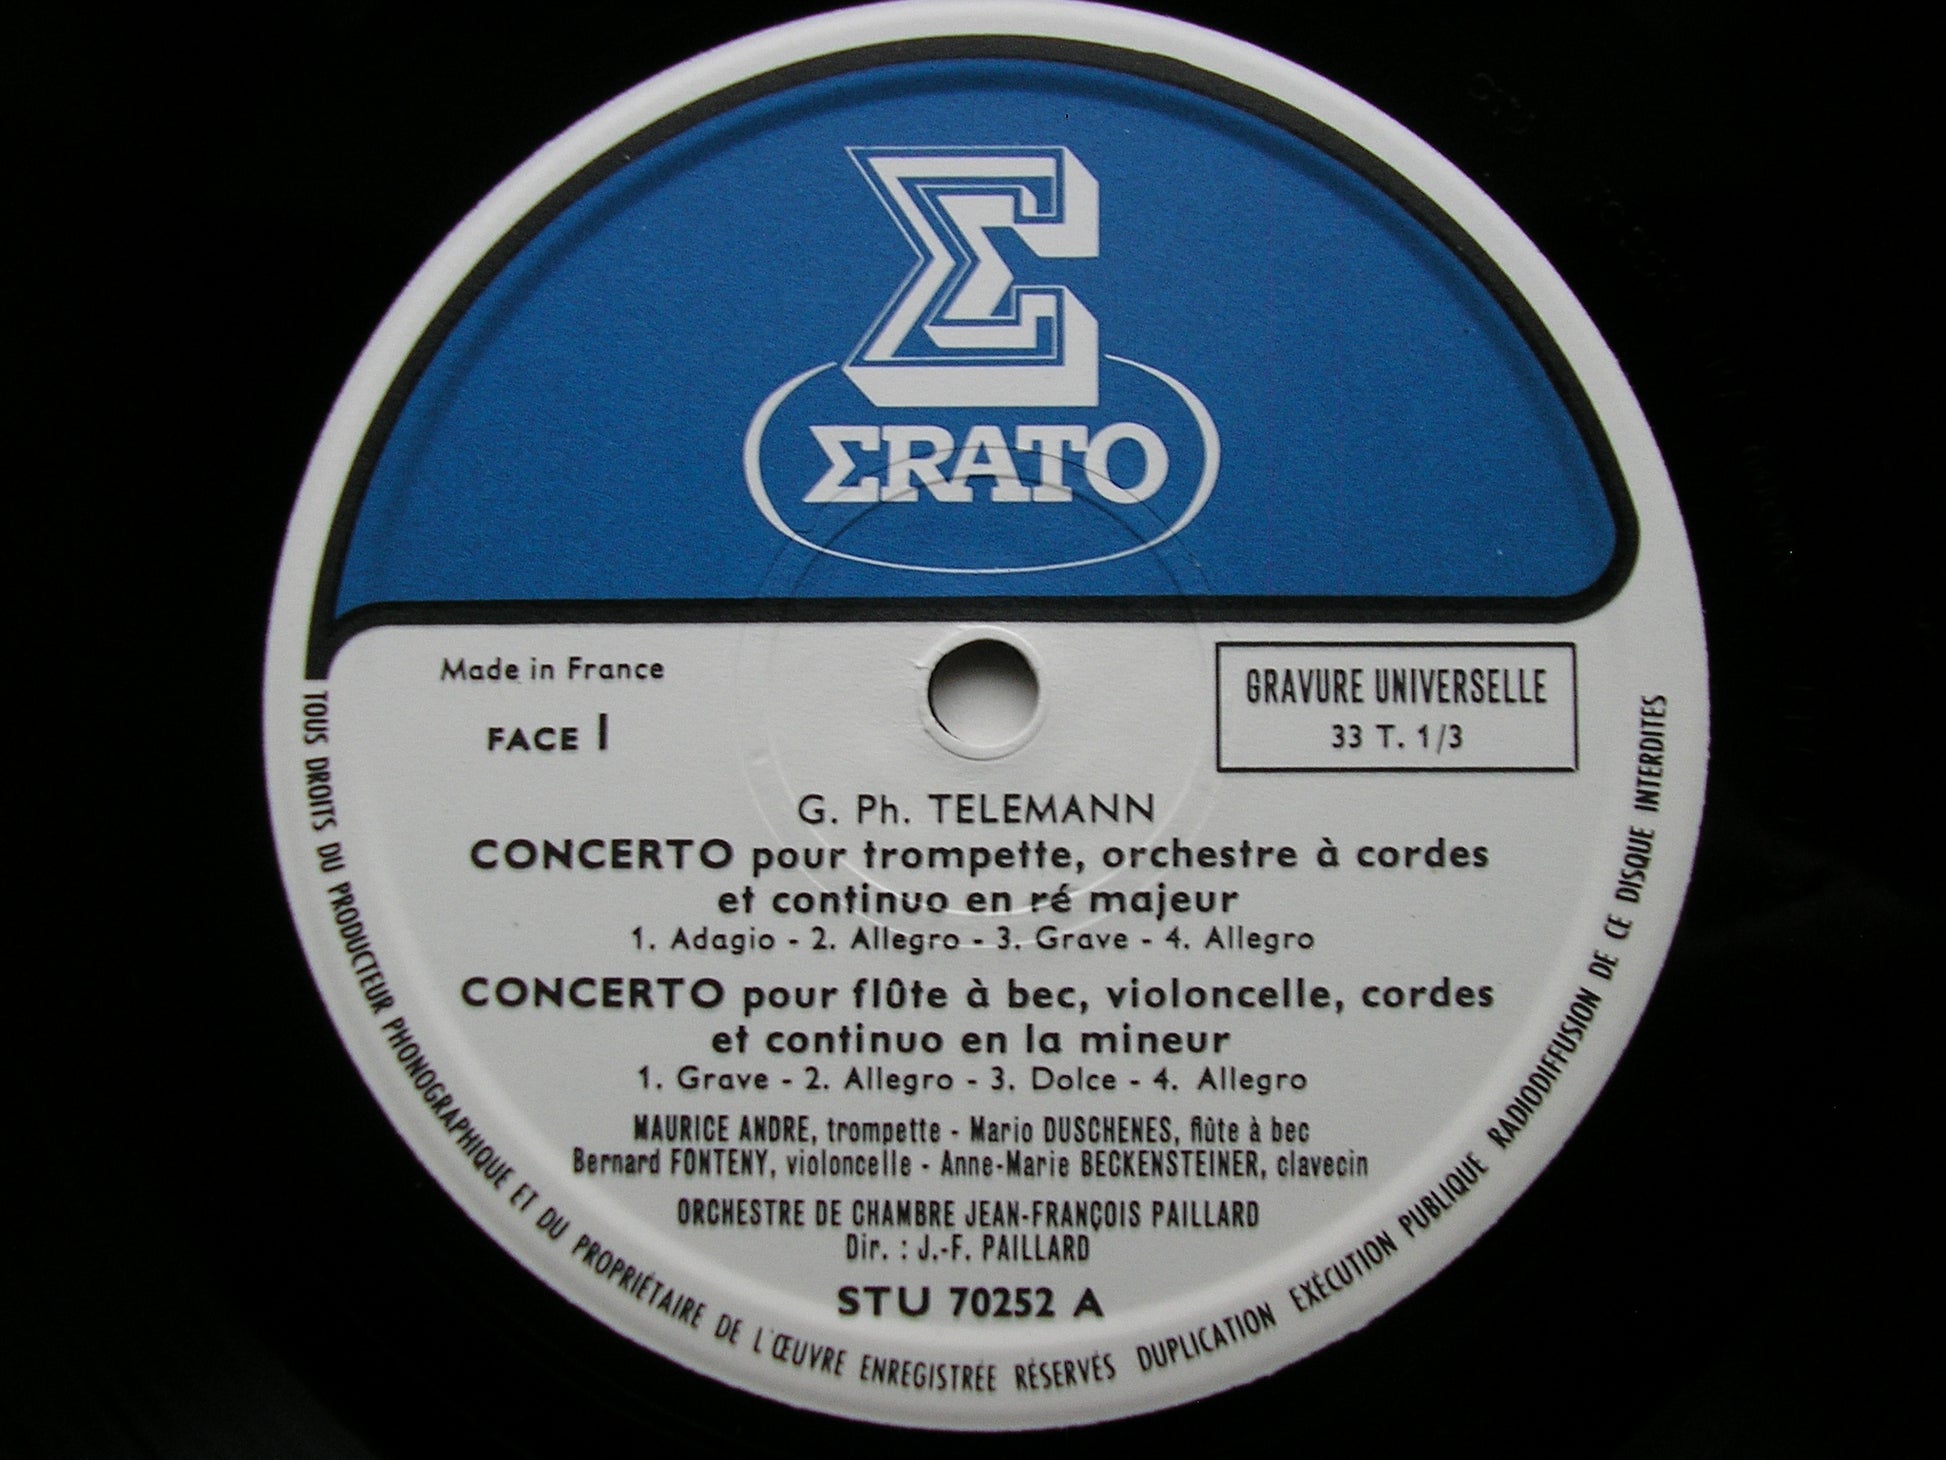 Σ
ΣRATO
Made in France
FACE I
GRAVURE UNIVERSELLE
33 T. 1/3
G. Ph. TELEMANN
CONCERTO pour trompette, orchestre à cordes
et continuo en ré majeur
1. Adagio - 2. Allegro - 3. Grave - 4. Allegro
CONCERTO pour flûte à bec, violoncelle, cordes
et continuo en la mineur
1. Grave - 2. Allegro - 3. Dolce - 4. Allegro
MAURICE ANDRE, trompette - Mario DUSCHENES, flûte à bec
Bernard FONTENY, violoncelle - Anne-Marie BECKENSTEINER, clavecin
ORCHESTRE DE CHAMBRE JEAN-FRANÇOIS PAILLARD
Dir. : J.-F. PAILLARD
STU 70252 A
TOUS DROITS DU PRODUCTEUR PHONOGRAPHIQUE ET DU PROPRIÉTAIRE DE L'ŒUVRE ENREGISTRÉE RÉSERVÉS DUPLICATION EXÉCUTION PUBLIQUE RADIODIFFUSION DE CE DISQUE INTERDITES